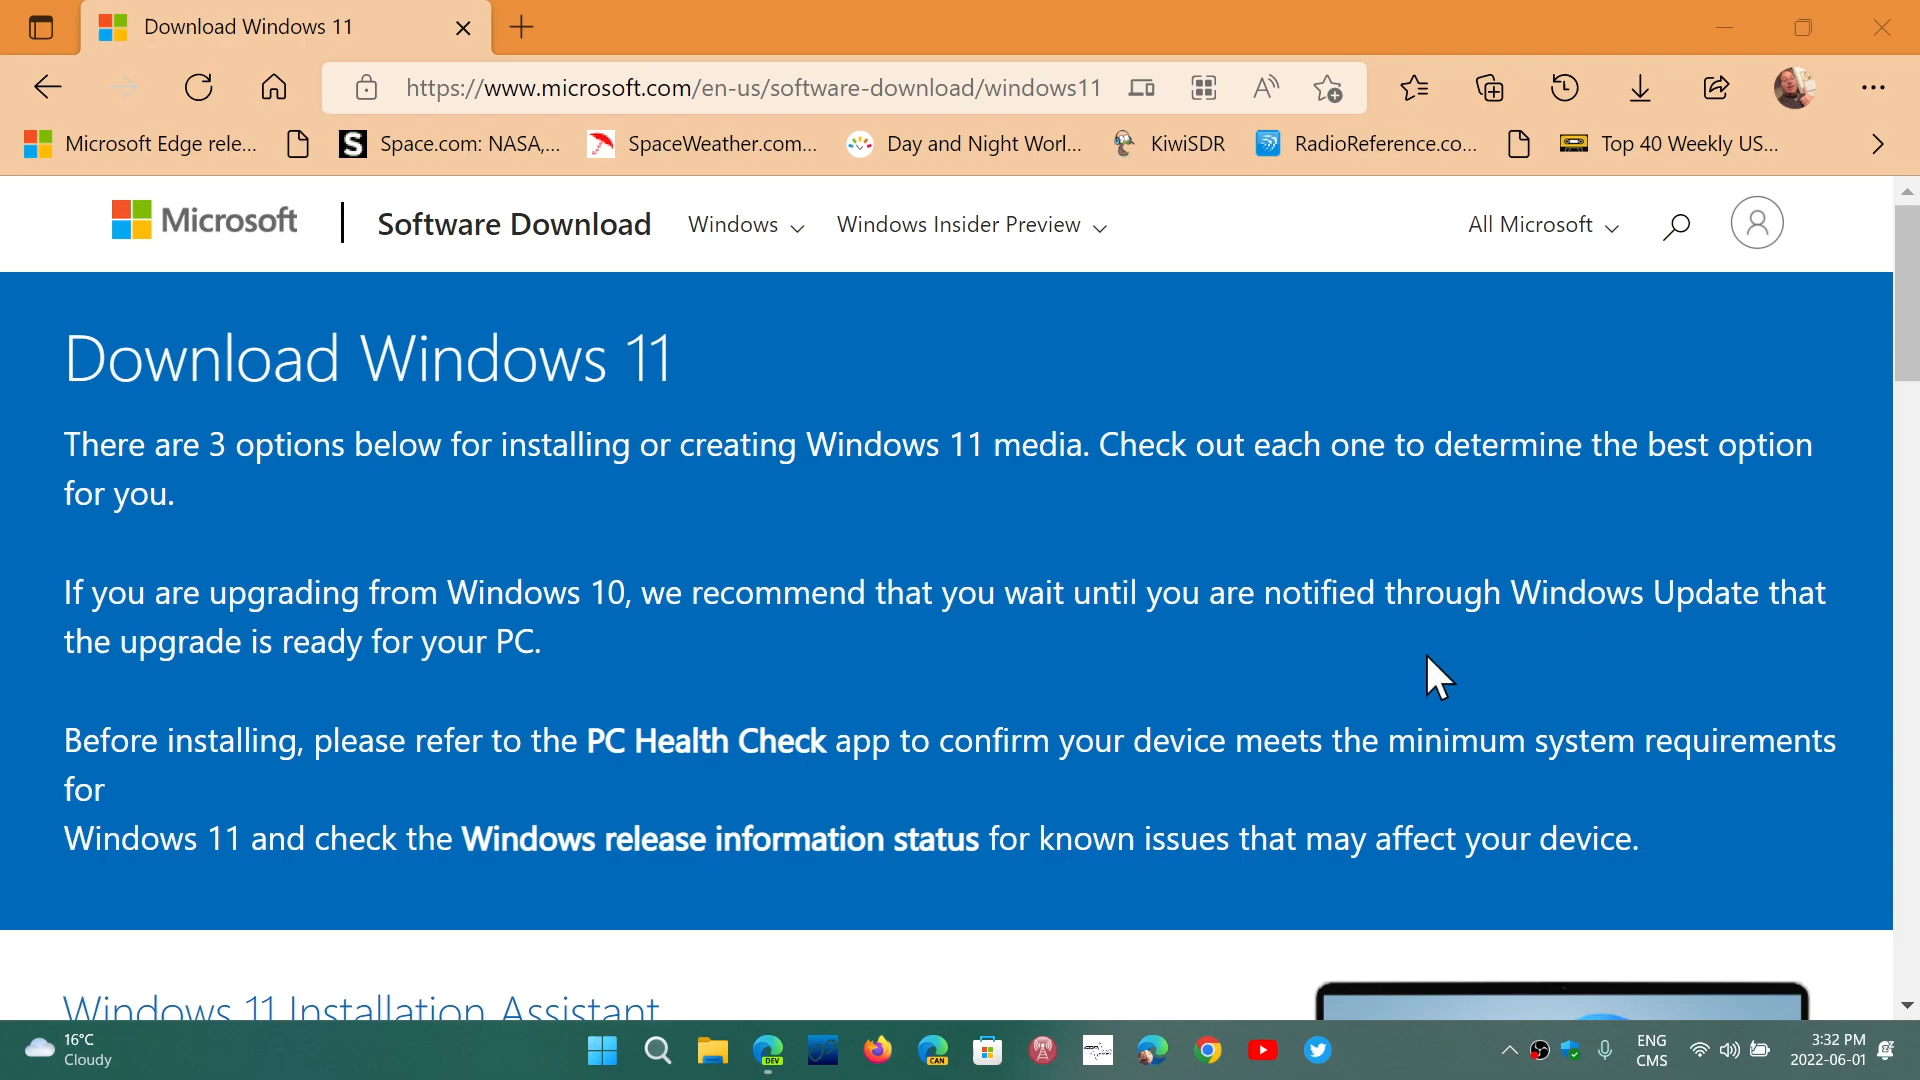 Download Windows 11
https://www.microsoft.com/en-us/software-download/windows11
Microsoft Edge rele... Space.com: NASA,... SpaceWeather.com... Day and Night Worl... KiwiSDR RadioReference.co... Top 40 Weekly US...
Microsoft Software Download Windows Windows Insider Preview All Microsoft
Download Windows 11
There are 3 options below for installing or creating Windows 11 media. Check out each one to determine the best option
for you.
If you are upgrading from Windows 10, we recommend that you wait until you are notified through Windows Update that
the upgrade is ready for your PC.
Before installing, please refer to the PC Health Check app to confirm your device meets the minimum system requirements
for
Windows 11 and check the Windows release information status for known issues that may affect your device.
Windows 11 Installation Assistant
16°C
Cloudy
DEV
CAN
ENG
CMS
3:32 PM
2022-06-01